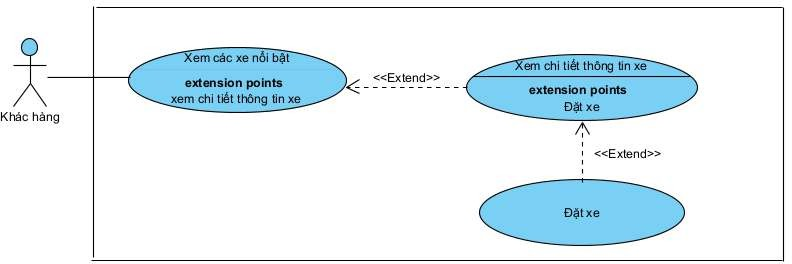 Khác hàng
Xem các xe nổi bật
extension points
xem chi tiết thông tin xe
<<Extend>>
Xem chi tiết thông tin xe
extension points
Đặt xe
<<Extend>>
Đặt xe